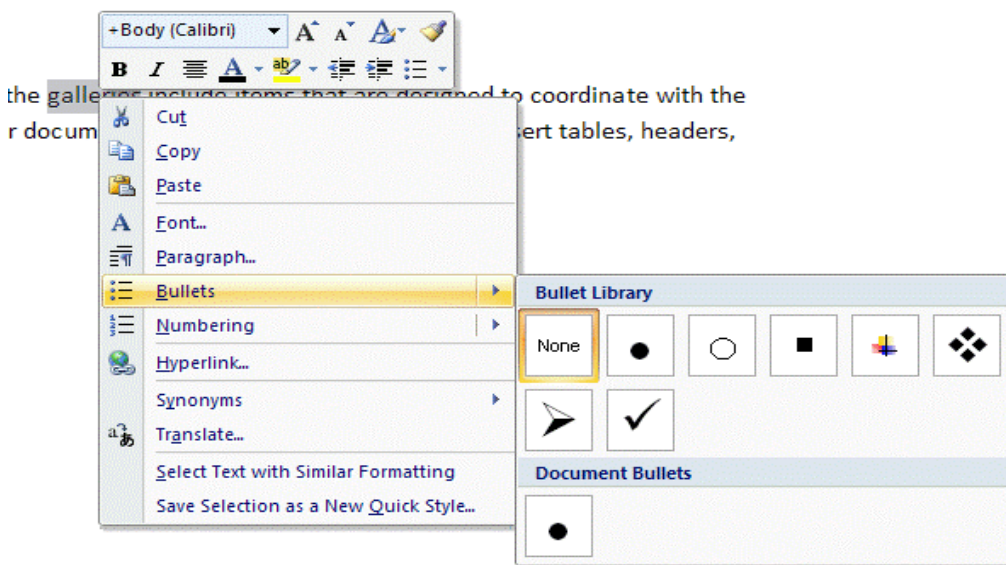 +Body (Calibri)
A A A
B I A ab
the galleries include items that are designed to coordinate with the
r docum sert tables, headers,
Cut
Copy
Paste
A Font...
Paragraph...
Bullets
Bullet Library
Numbering
None
Hyperlink...
Synonyms
Translate...
Document Bullets
Select Text with Similar Formatting
Save Selection as a New Quick Style...